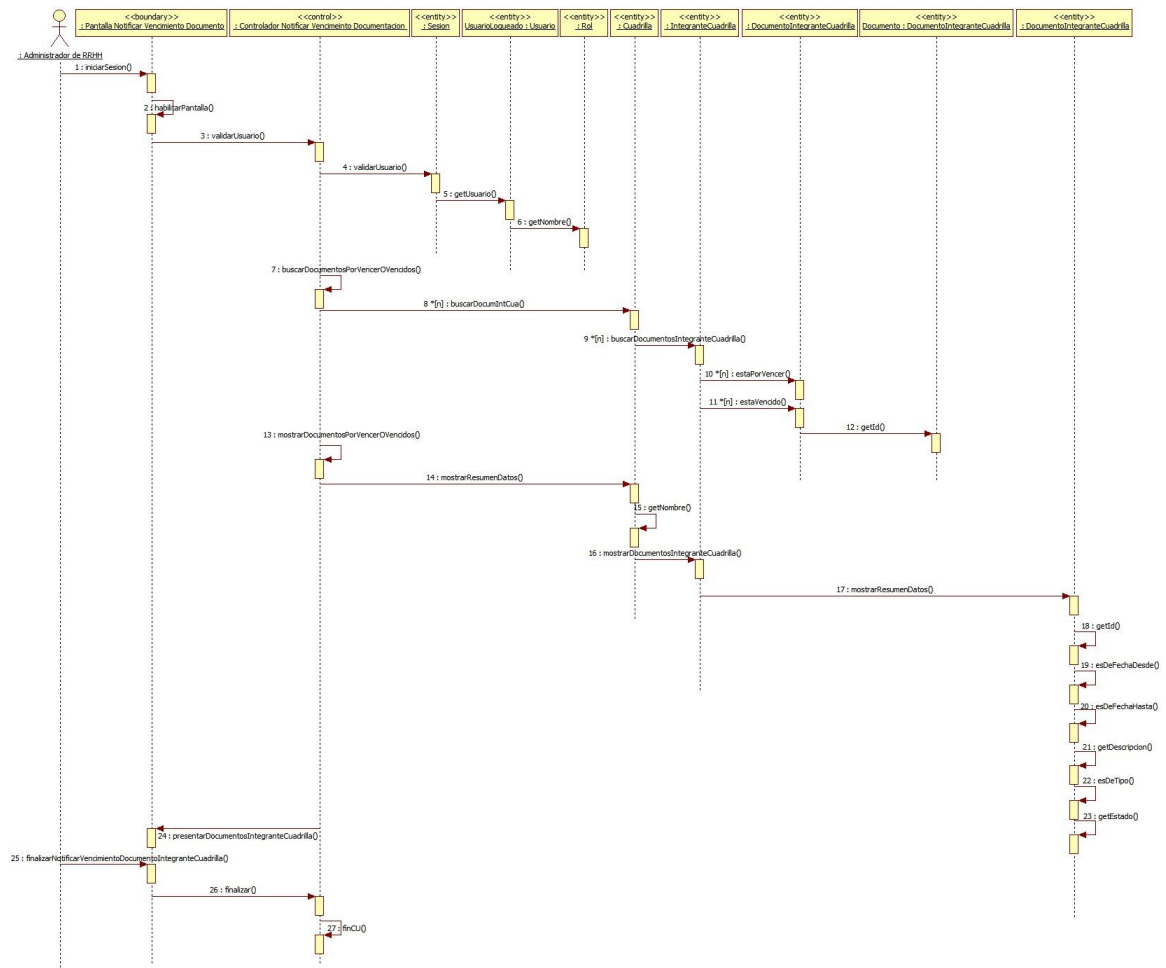 <<boundary>>
: Pantalla Notificar Vencimiento Documento
<<control>>
: Controlador Notificar Vencimeinto Documentacion
<<entity>>
: Sesion
<<entity>>
UsuarioLogueado : Usuario
<<entity>>
: Rol
<<entity>>
: Cuadrilla
<<entity>>
: IntegranteCuadrilla
<<entity>>
: DocumentoIntegranteCuadrilla
<<entity>>
Documento : DocumentoIntegranteCuadrilla
<<entity>>
: DocumentoIntegranteCuadrilla
: Administrador de RRHH
1 : iniciarSesion()
2 : habilitarPantalla()
3 : validarUsuario()
4 : validarUsuario()
5 : getUsuario()
6 : getNombre()
7 : buscarDocumentosPorVencerOVencidos()
8 *[n] : buscarDocumIntCua()
9 *[n] : buscarDocumentosIntegranteCuadrilla()
10 *[n] : estaPorVencer()
11 *[n] : estaVencido()
12 : getId()
13 : mostrarDocumentosPorVencerOVencidos()
14 : mostrarResumenDatos()
15 : getNombre()
16 : mostrarDocumentosIntegranteCuadrilla()
17 : mostrarResumenDatos()
18 : getId()
19 : esDeFechaDesde()
20 : esDeFechaHasta()
21 : getDescripcion()
22 : esDeTipo()
23 : getEstado()
24 : presentarDocumentosIntegranteCuadrilla()
25 : finalizarNotificarVencimientoDocumentoIntegranteCuadrilla()
26 : finalizar()
27 : finCU()